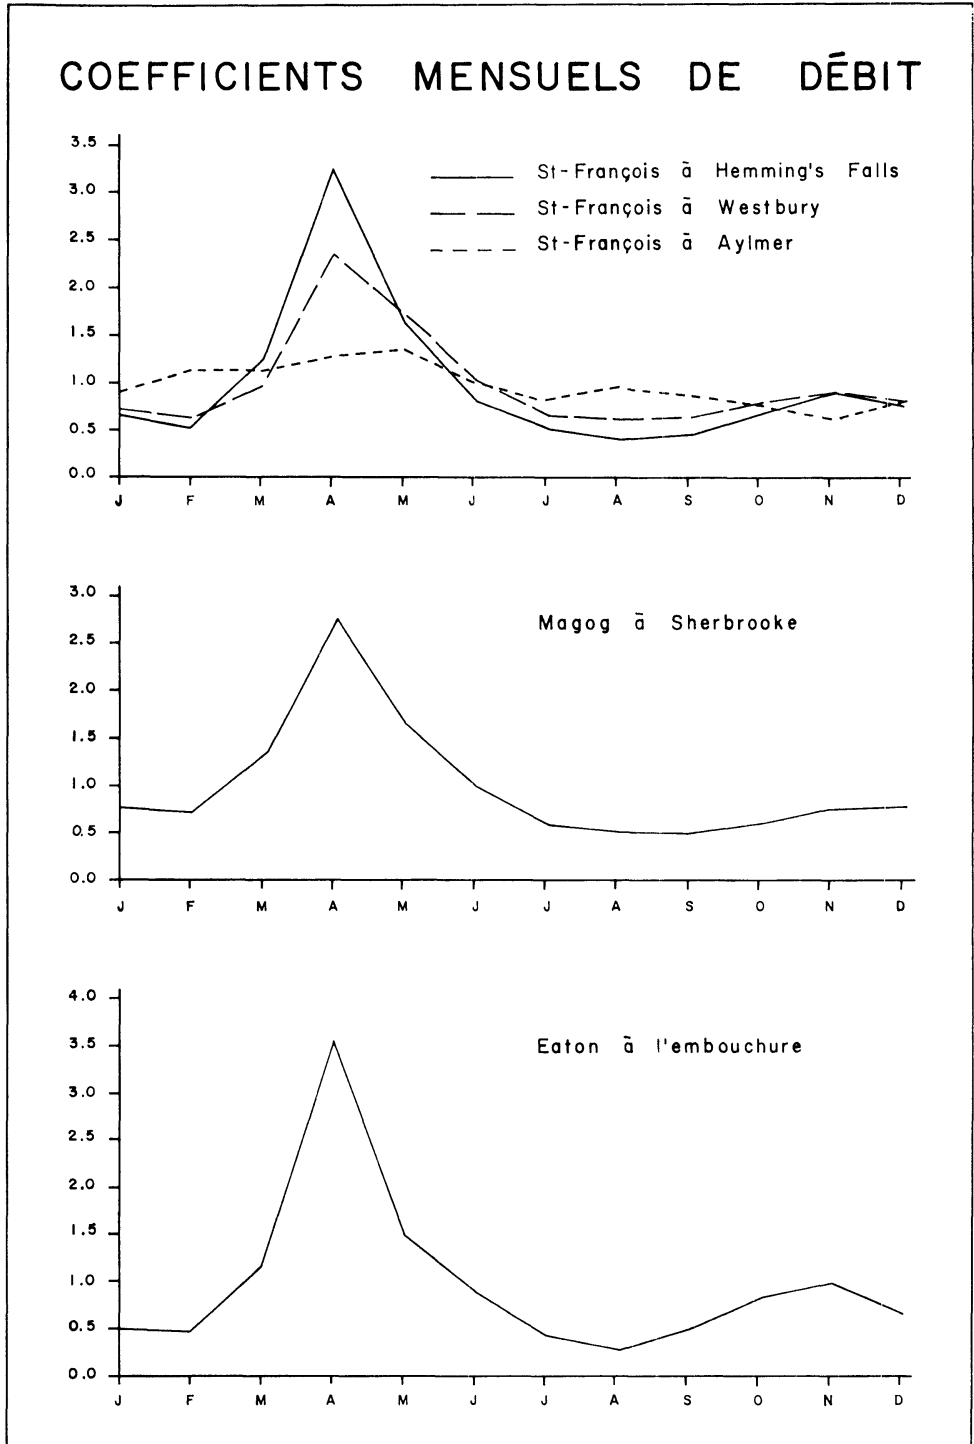 COEFFICIENTS MENSUELS DE DÉBIT
3.5
3.0
2.5
2.0
1.5
1.0
0.5
0.0
St-François à Hemming's Falls
St-François à Westbury
St-François à Aylmer
J F M A M J J A S O N D
3.0
2.5
2.0
1.5
1.0
0.5
0.0
Magog à Sherbrooke
J F M A M J J A S O N D
4.0
3.5
3.0
2.5
2.0
1.5
1.0
0.5
0.0
Eaton à l'embouchure
J F M A M J J A S O N D